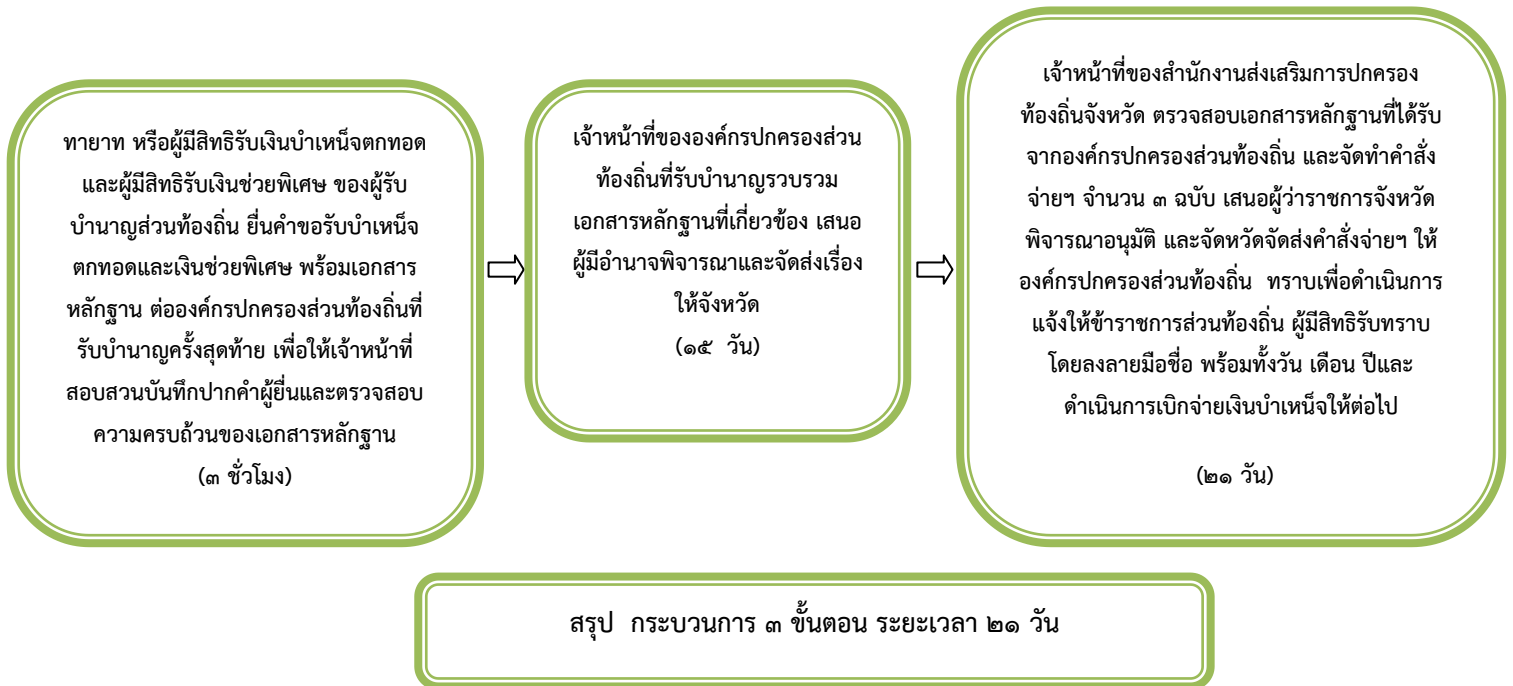 ทายาท หรือผู้มีสิทธิรับเงินบำเหน็จตกทอด
และผู้มีสิทธิรับเงินช่วยพิเศษ ของผู้รับ
บำนาญส่วนท้องถิ่น ยื่นคำขอรับบำเหน็จ
ตกทอดและเงินช่วยพิเศษ พร้อมเอกสาร
หลักฐาน ต่อองค์กรปกครองส่วนท้องถิ่นที่
รับบำนาญครั้งสุดท้าย เพื่อให้เจ้าหน้าที่
สอบสวนบันทึกปากคำผู้ยื่นและตรวจสอบ
ความครบถ้วนของเอกสารหลักฐาน
(๓ ชั่วโมง)
เจ้าหน้าที่ขององค์กรปกครองส่วน
ท้องถิ่นที่รับบำนาญรวบรวม
เอกสารหลักฐานที่เกี่ยวข้อง เสนอ
ผู้มีอำนาจพิจารณาและจัดส่งเรื่อง
ให้จังหวัด
(๑๕ วัน)
เจ้าหน้าที่ของสำนักงานส่งเสริมการปกครอง
ท้องถิ่นจังหวัด ตรวจสอบเอกสารหลักฐานที่ได้รับ
จากองค์กรปกครองส่วนท้องถิ่น และจัดทำคำสั่ง
จ่ายฯ จำนวน ๓ ฉบับ เสนอผู้ว่าราชการจังหวัด
พิจารณาอนุมัติ และจัดหวัดจัดส่งคำสั่งจ่ายฯ ให้
องค์กรปกครองส่วนท้องถิ่น ทราบเพื่อดำเนินการ
แจ้งให้ข้าราชการส่วนท้องถิ่น ผู้มีสิทธิรับทราบ
โดยลงลายมือชื่อ พร้อมทั้งวัน เดือน ปีและ
ดำเนินการเบิกจ่ายเงินบำเหน็จให้ต่อไป
(๒๑ วัน)
สรุป กระบวนการ ๓ ขั้นตอน ระยะเวลา ๒๑ วัน